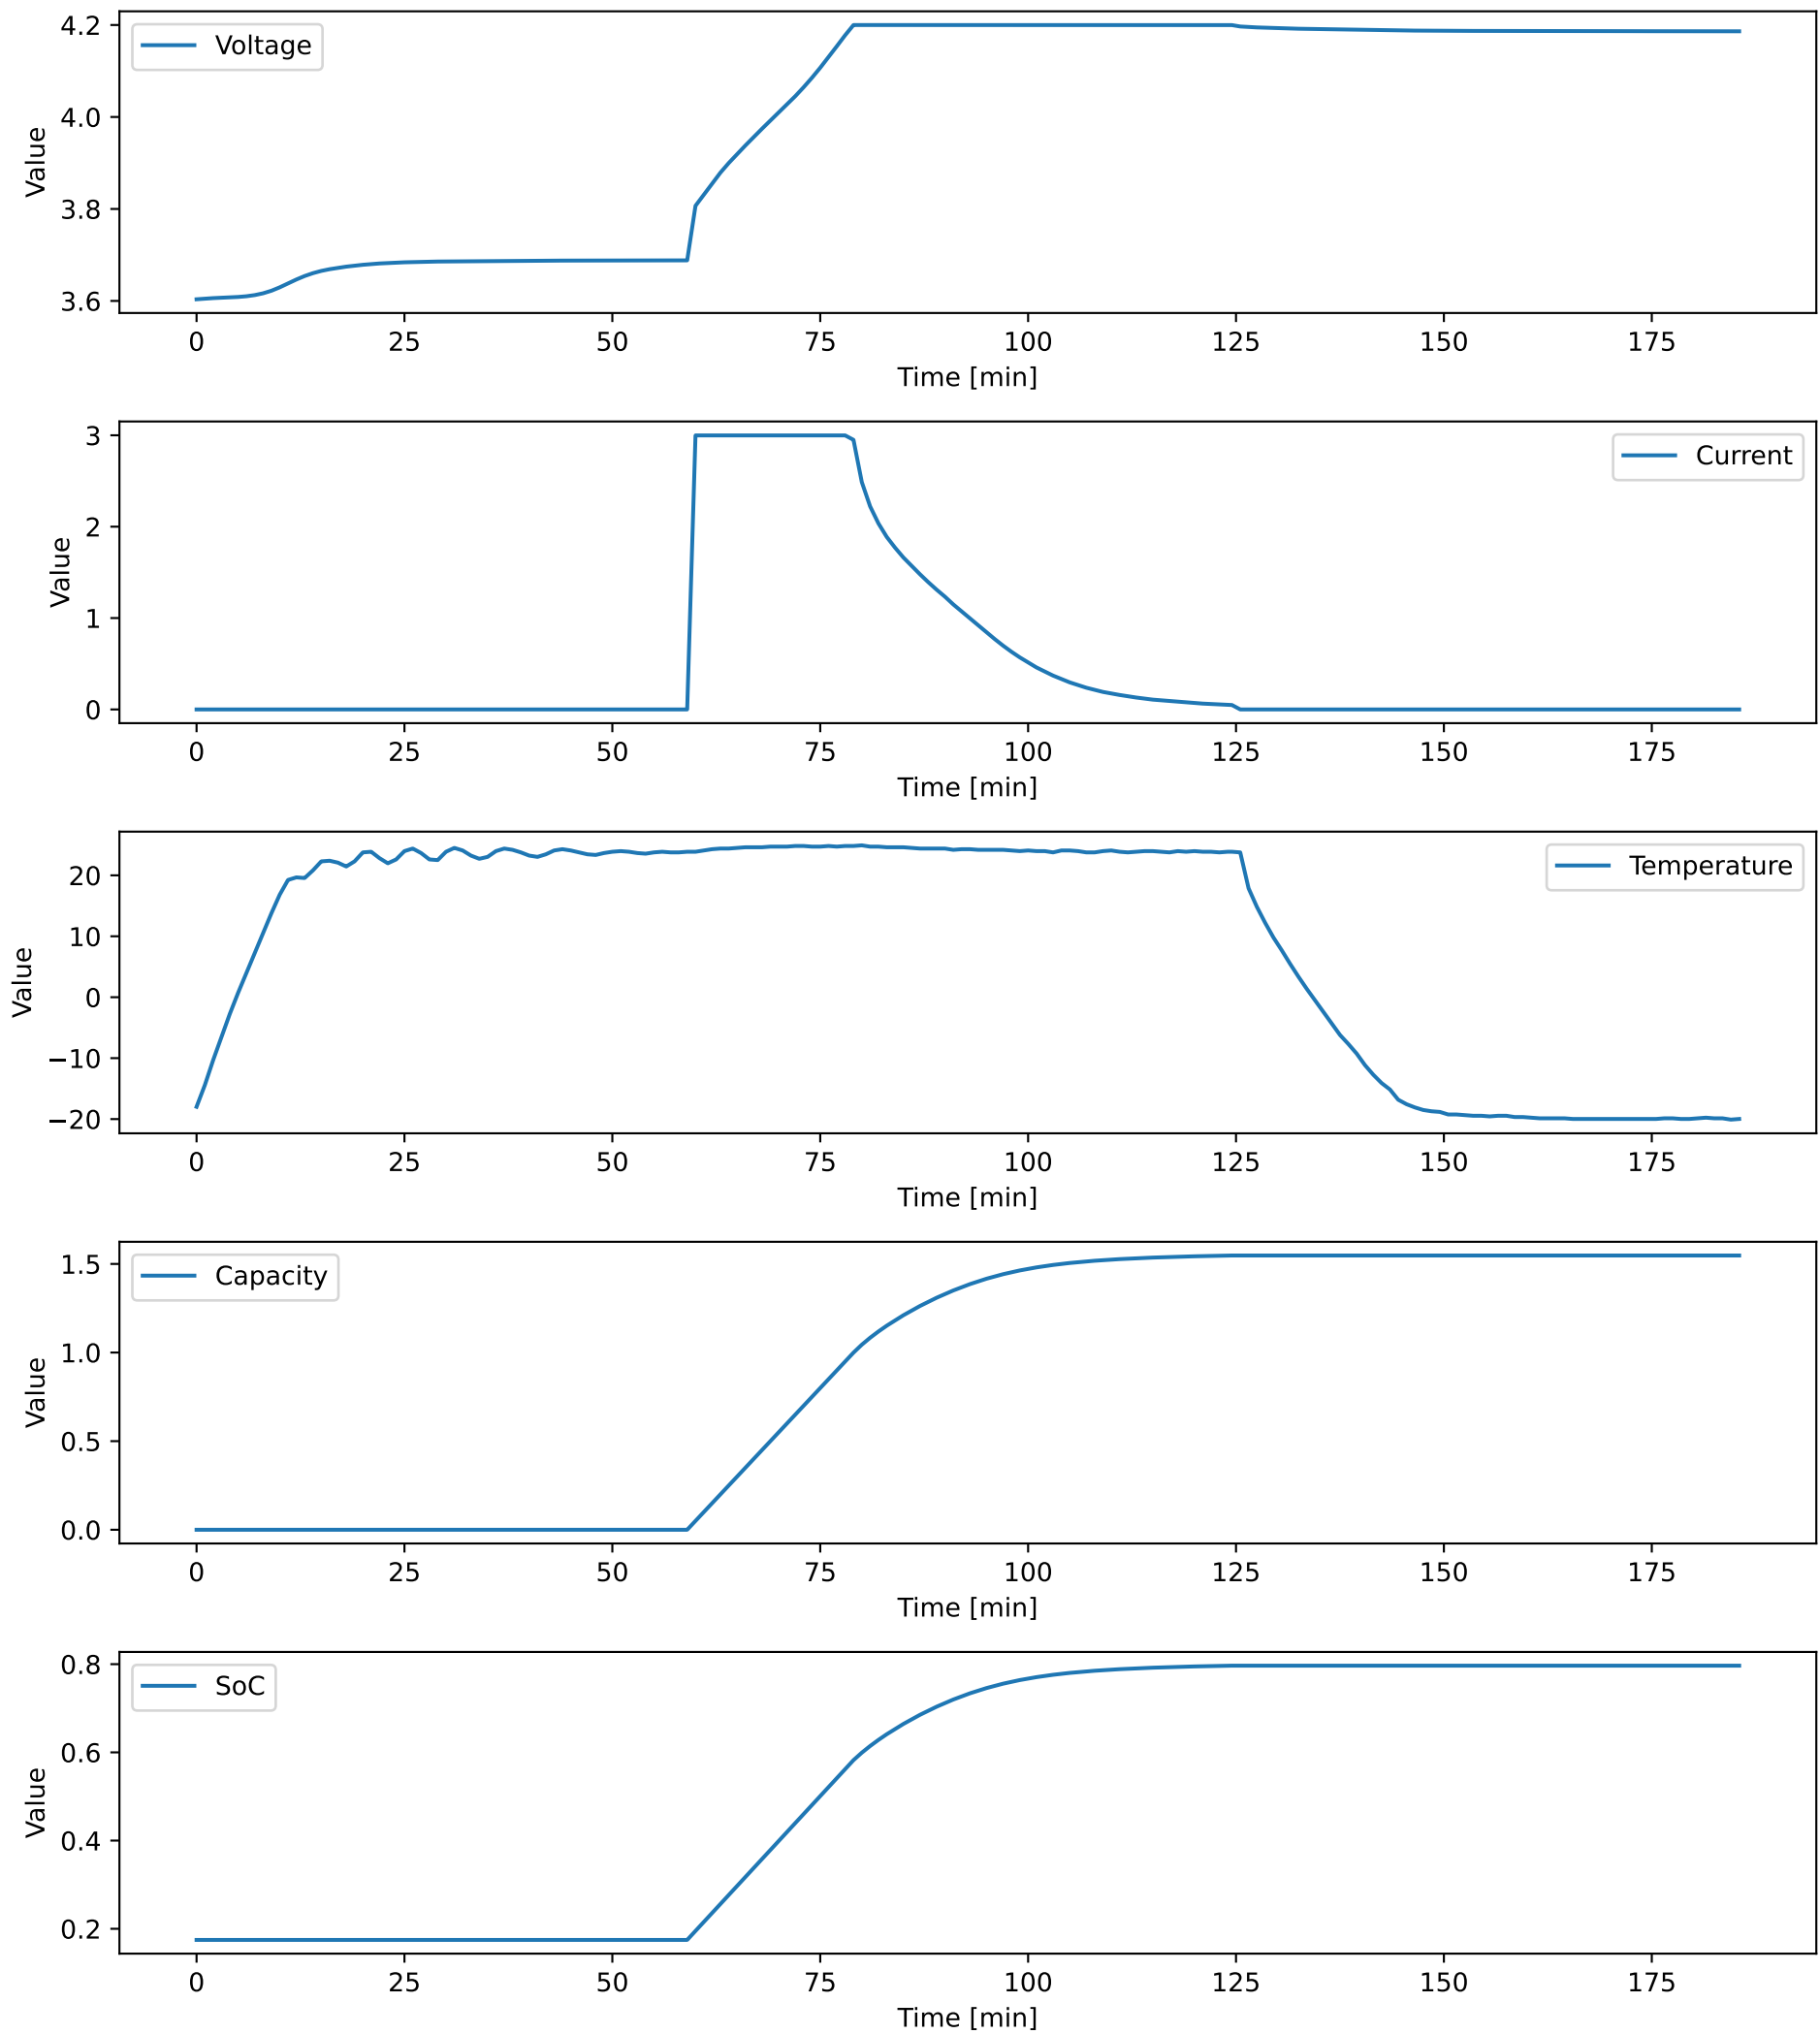 4.2
4.0
3.8
3.6
Value
Voltage
0 25 50 75 100 125 150 175
Time [min]
3
2
1
0
Value
Current
0 25 50 75 100 125 150 175
Time [min]
20
10
0
−10
−20
Value
Temperature
0 25 50 75 100 125 150 175
Time [min]
1.5
1.0
0.5
0.0
Value
Capacity
0 25 50 75 100 125 150 175
Time [min]
0.8
0.6
0.4
0.2
Value
SoC
0 25 50 75 100 125 150 175
Time [min]